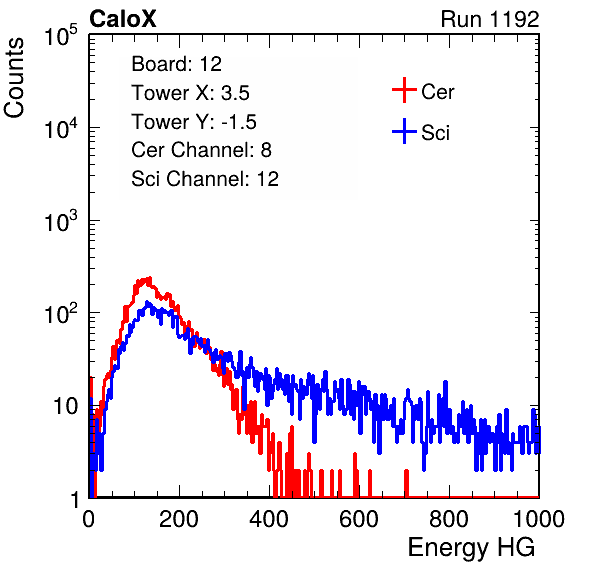 CaloX Run 1192
Counts
Board: 12
Tower X: 3.5
Tower Y: -1.5
Cer Channel: 8
Sci Channel: 12
Cer
Sci
10^5
10^4
10^3
10^2
10
1
0 200 400 600 800 1000
Energy HG